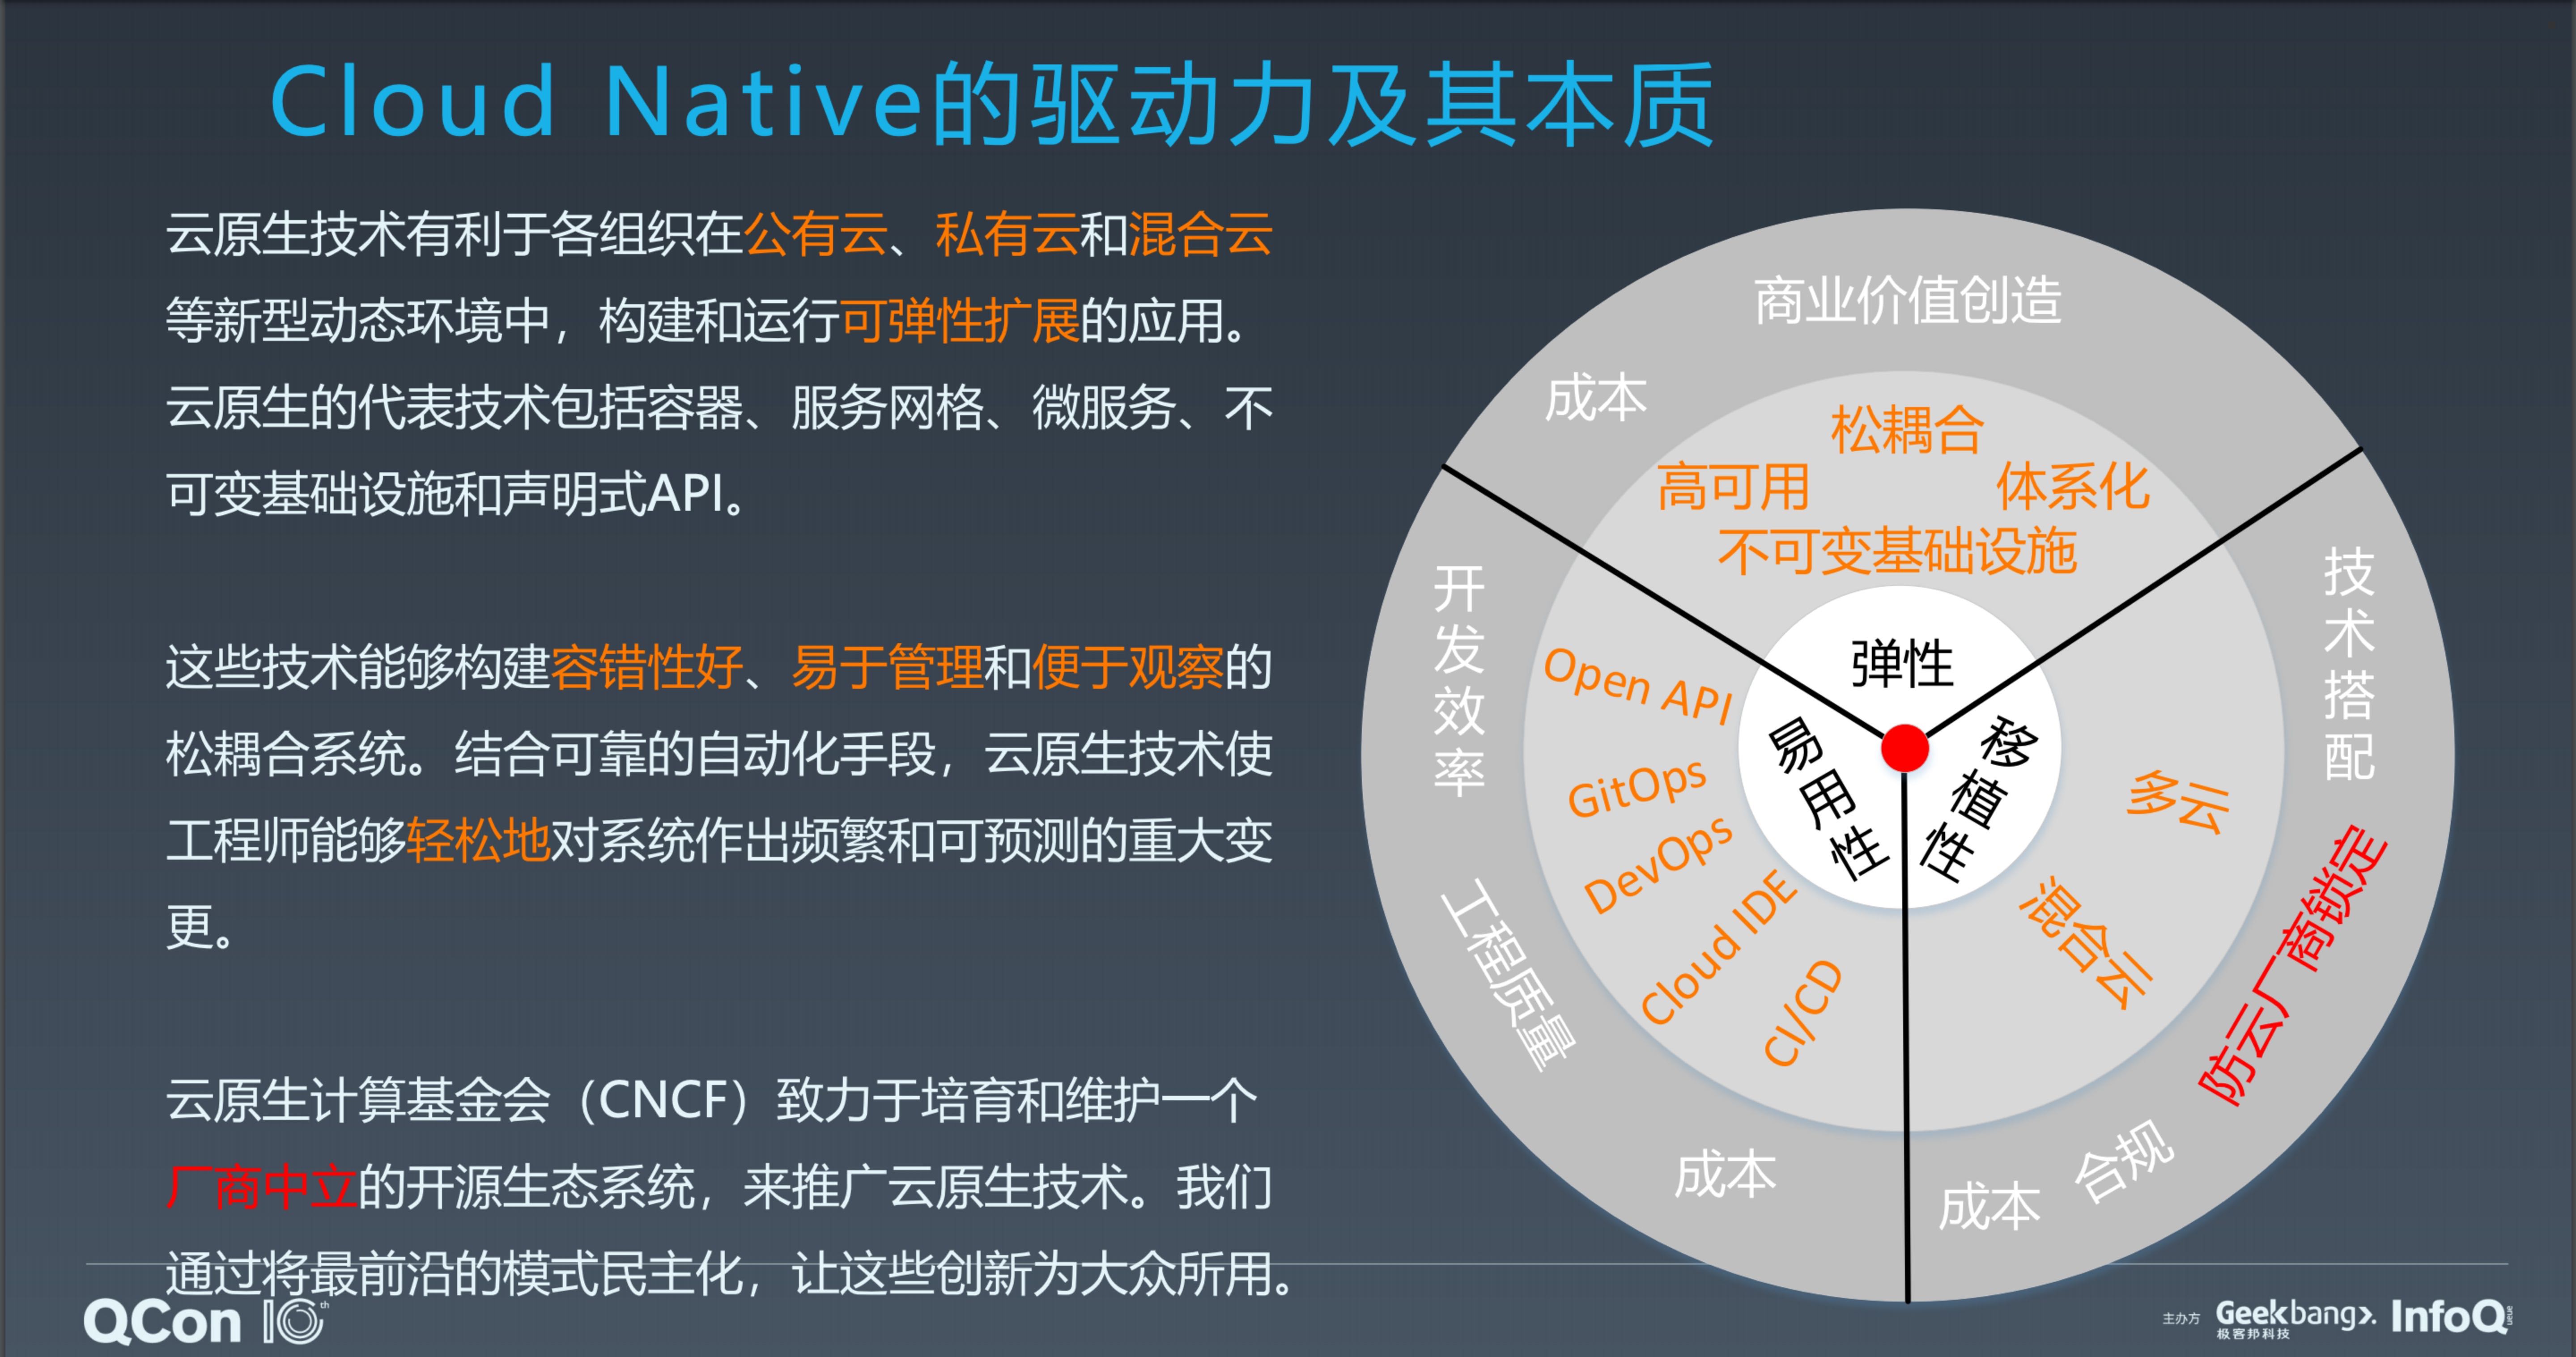 Cloud Native的驱动力及其本质
云原生技术有利于各组织在公有云、私有云和混合云
等新型动态环境中，构建和运行可弹性扩展的应用。
云原生的代表技术包括容器、服务网格、微服务、不
可变基础设施和声明式API。
这些技术能够构建容错性好、易于管理和便于观察的
松耦合系统。结合可靠的自动化手段，云原生技术使
工程师能够轻松地对系统作出频繁和可预测的重大变
更。
云原生计算基金会（CNCF）致力于培育和维护一个
厂商中立的开源生态系统，来推广云原生技术。我们
通过将最前沿的模式民主化，让这些创新为大众所用。
商业价值创造
成本
松耦合
高可用
体系化
不可变基础设施
弹性
易用性
移植性
开发效率
工程质量
成本
Open API
GitOps
DevOps
Cloud IDE
CI/CD
技术搭配
防云厂商锁定
合规
成本
多云
混合云
QCon 10th
主办方
Geekbang>.
极客邦科技
InfoQ